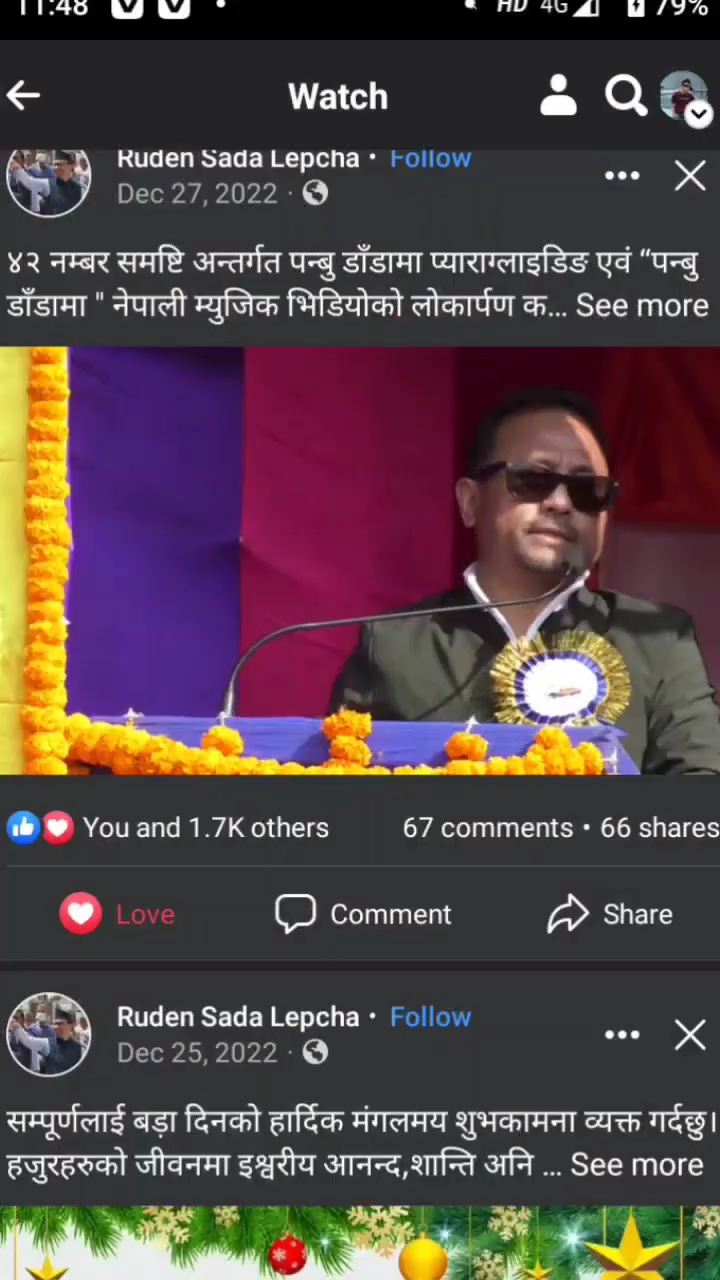 11:48
HD 4G 79%
Watch
Ruden Sada Lepcha • Follow
Dec 27, 2022 ·
४२ नम्बर समष्टि अन्तर्गत पन्बु डाँडामा प्याराग्लाइडिङ एवं “पन्बु
डाँडामा " नेपाली म्युजिक भिडियोको लोकार्पण क... See more
You and 1.7K others 67 comments • 66 shares
Love Comment Share
Ruden Sada Lepcha • Follow
Dec 25, 2022 ·
सम्पूर्णलाई बड़ा दिनको हार्दिक मंगलमय शुभकामना व्यक्त गर्दछु।
हजुरहरुको जीवनमा इश्वरीय आनन्द,शान्ति अनि ... See more